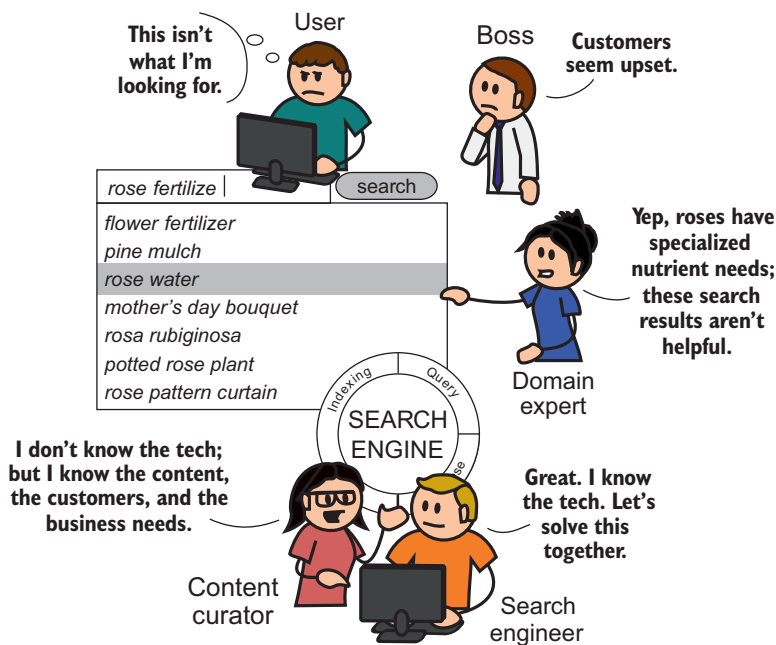 User
This isn't
what I'm
looking for.
Boss
Customers
seem upset.
rose fertilize
search
flower fertilizer
pine mulch
rose water
mother's day bouquet
rosa rubiginosa
potted rose plant
rose pattern curtain
Yep, roses have
specialized
nutrient needs;
these search
results aren't
helpful.
Domain
expert
Indexing
Query
SEARCH
ENGINE
I don't know the tech;
but I know the content,
the customers, and the
business needs.
Great. I know
the tech. Let's
solve this
together.
Content
curator
Search
engineer